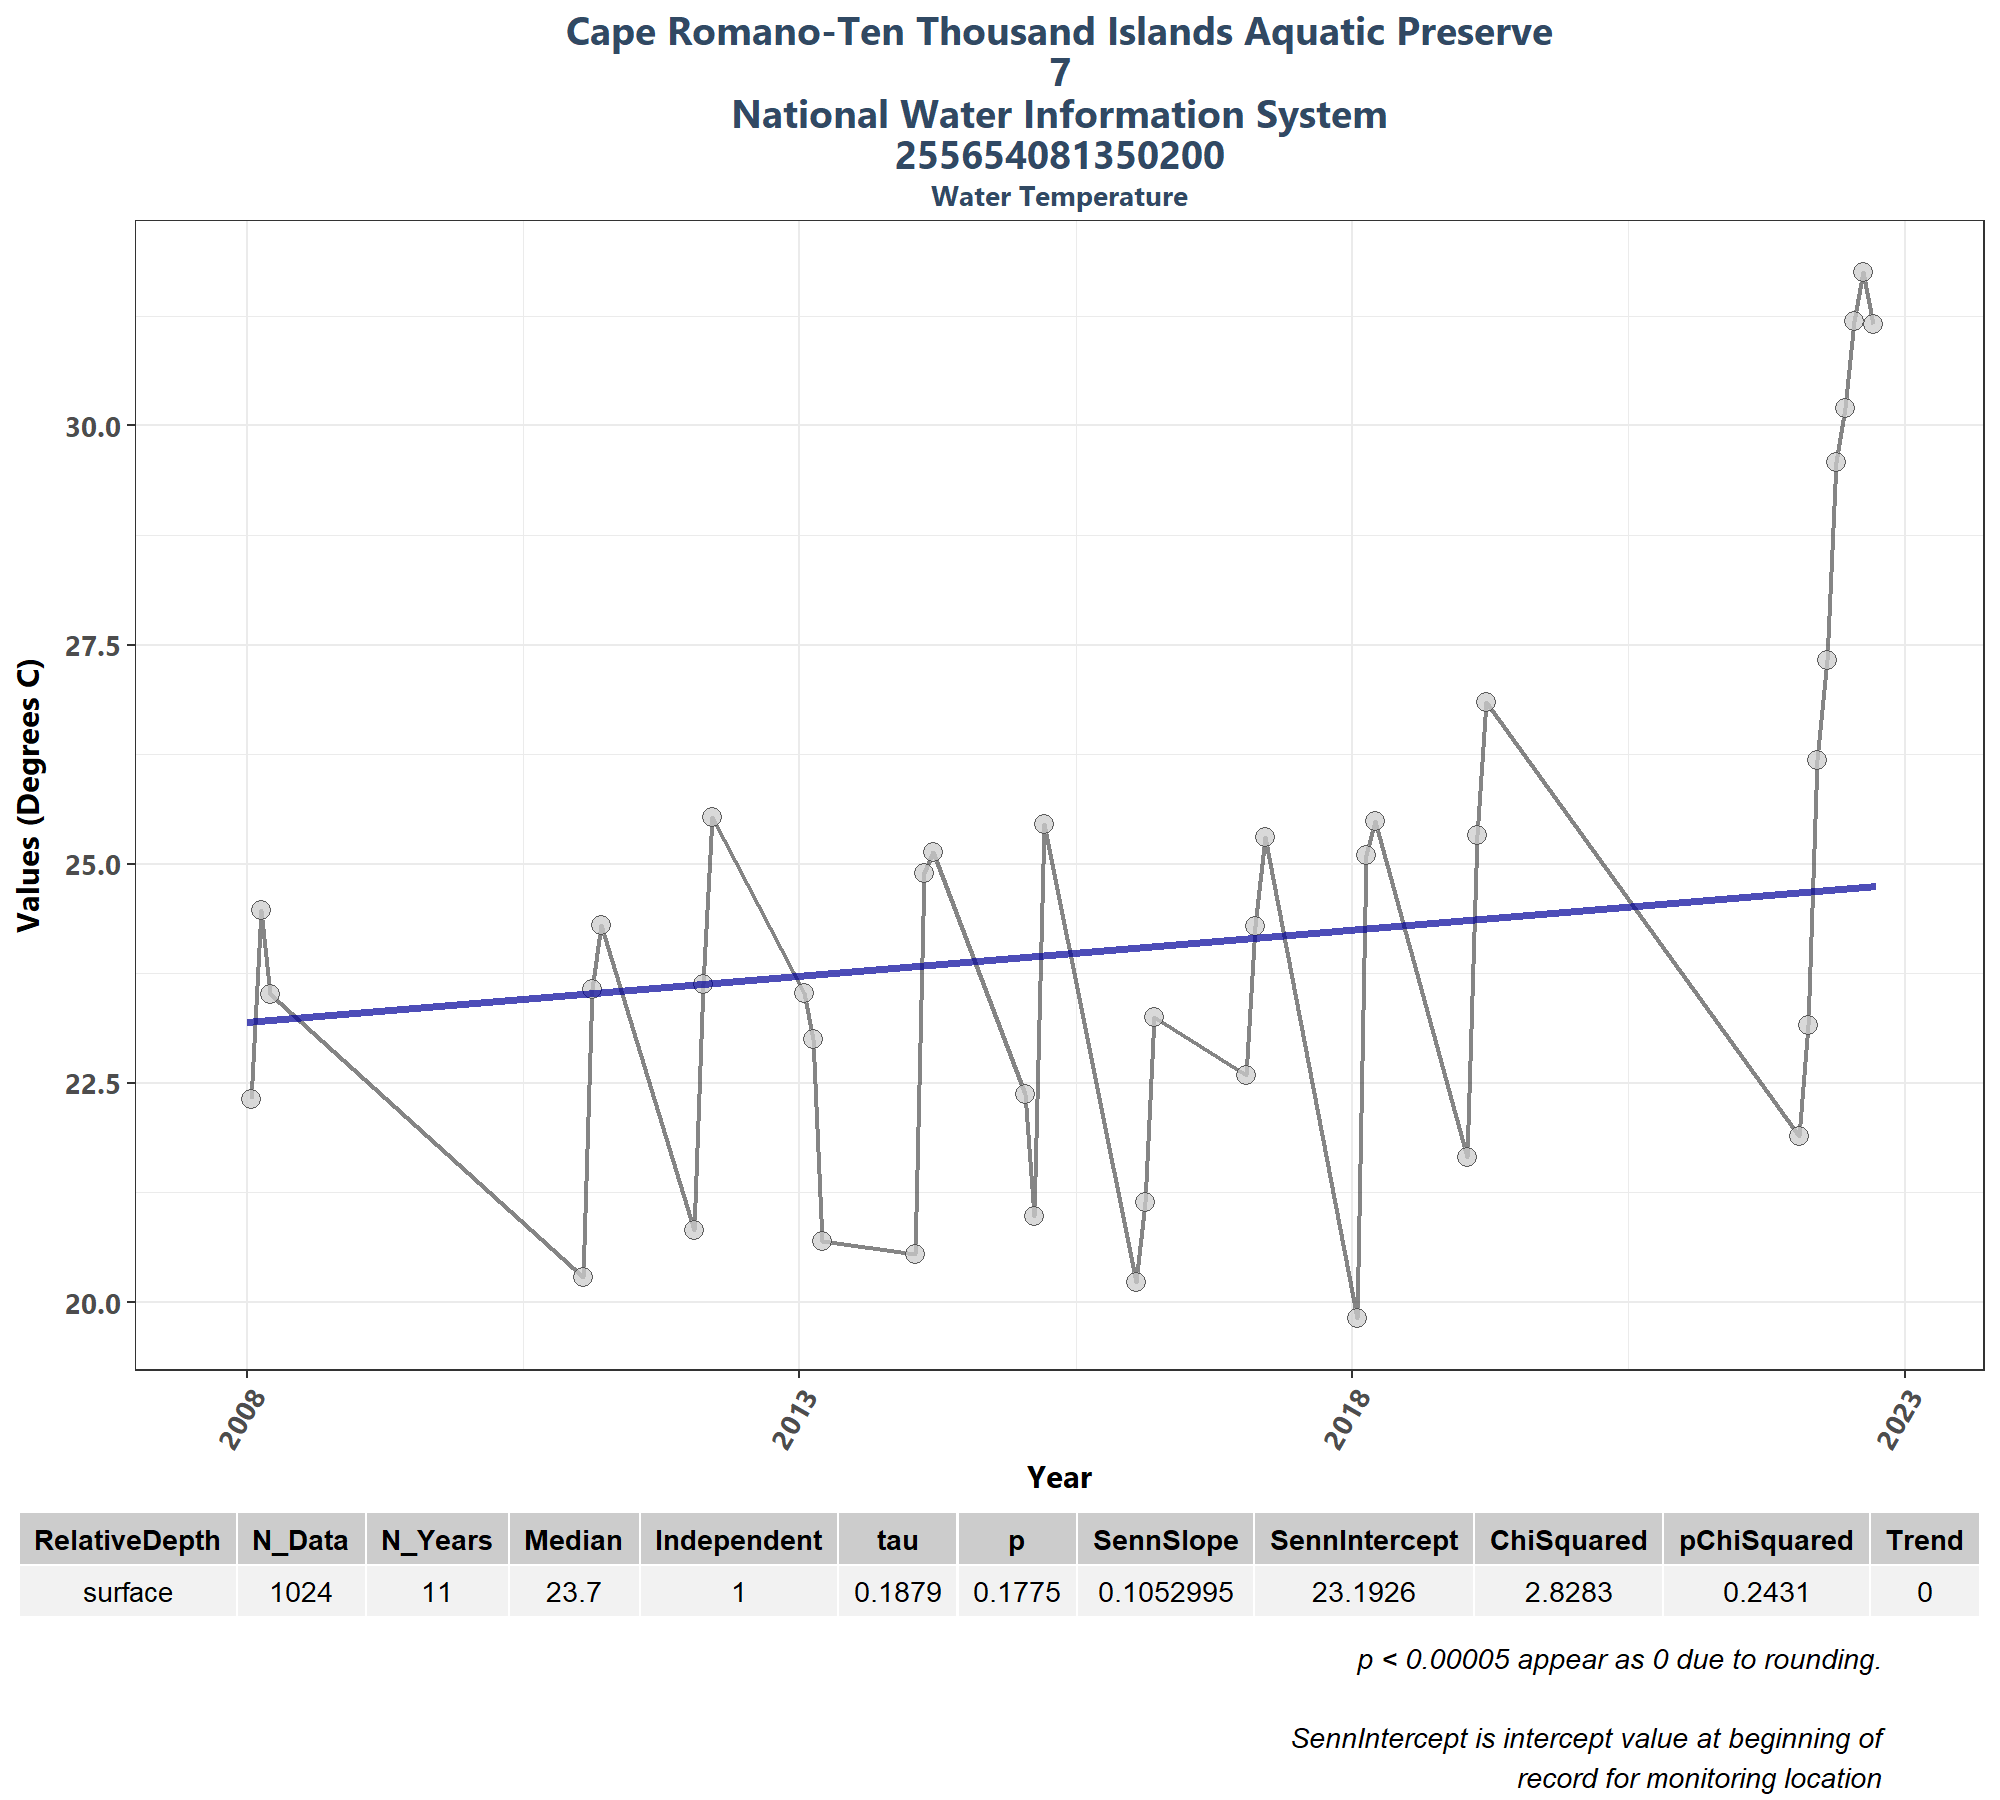 Cape Romano-Ten Thousand Islands Aquatic Preserve
7
National Water Information System
255654081350200
Water Temperature
Values (Degrees C)
30.0
27.5
25.0
22.5
20.0
2008 2013 2018 2023
Year
RelativeDepth N_Data N_Years Median Independent tau p SennSlope SennIntercept ChiSquared pChiSquared Trend
surface 1024 11 23.7 1 0.1879 0.1775 0.1052995 23.1926 2.8283 0.2431 0
p < 0.00005 appear as 0 due to rounding.
SennIntercept is intercept value at beginning of
record for monitoring location